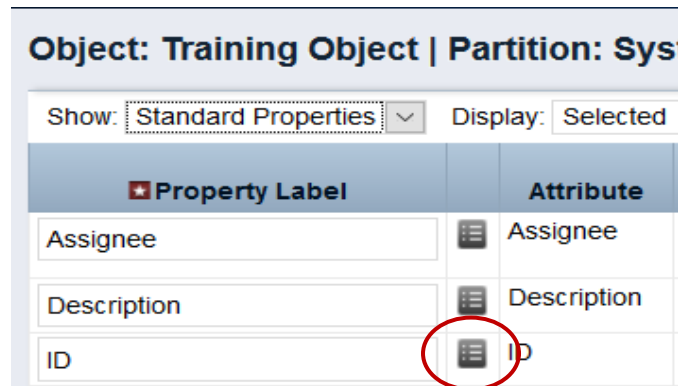 Object: Training Object | Partition: Sys
Show: Standard Properties Display: Selected
Property Label Attribute
Assignee Assignee
Description Description
ID ID